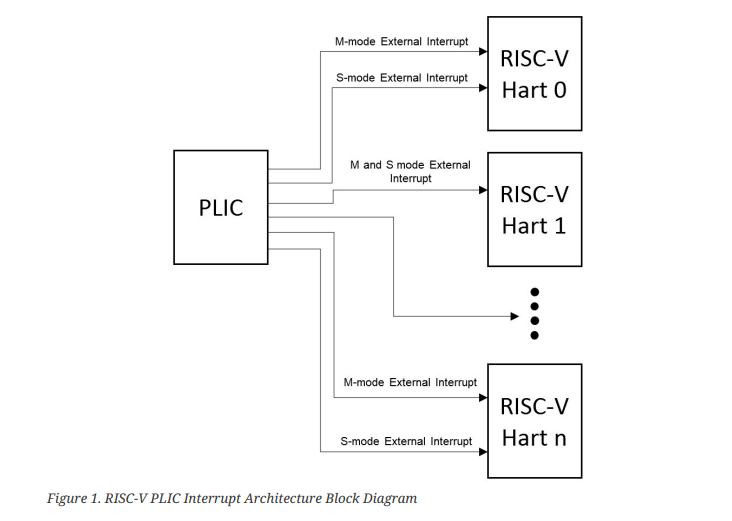 M-mode External Interrupt
S-mode External Interrupt
RISC-V
Hart 0
M and S mode External
Interrupt
PLIC
RISC-V
Hart 1
M-mode External Interrupt
S-mode External Interrupt
RISC-V
Hart n
Figure 1. RISC-V PLIC Interrupt Architecture Block Diagram